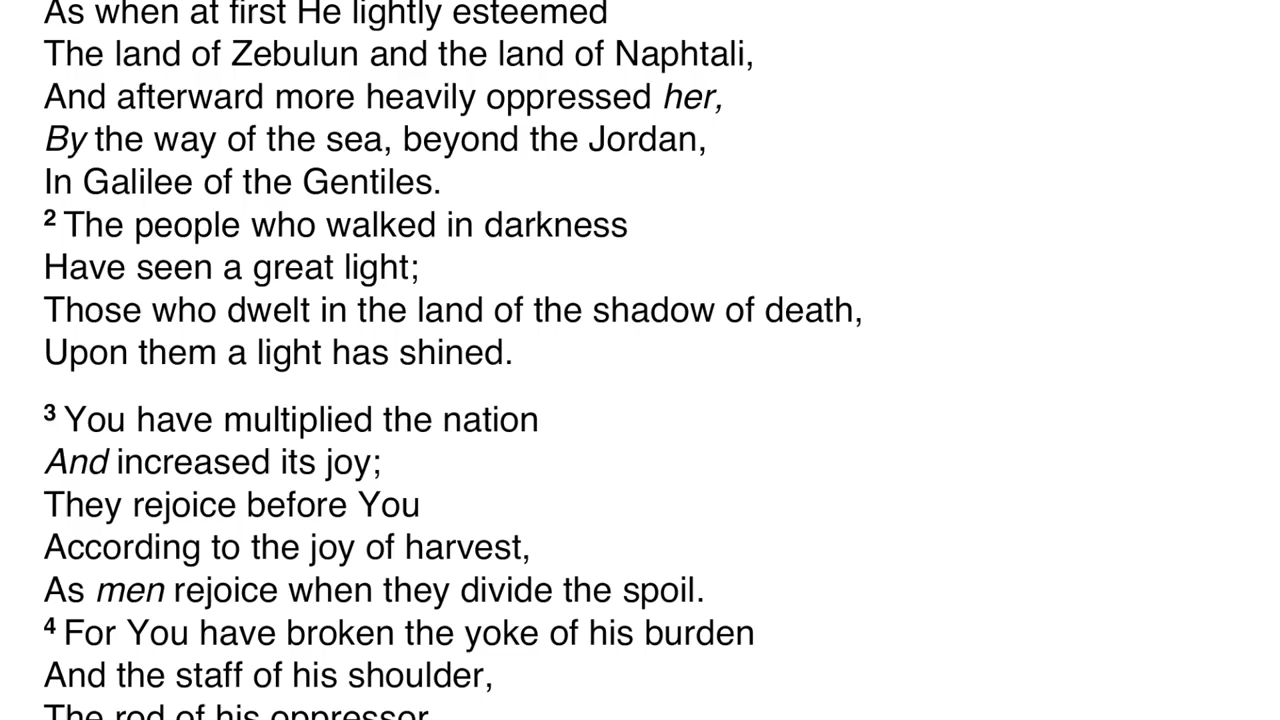 As when at first He lightly esteemed
The land of Zebulun and the land of Naphtali,
And afterward more heavily oppressed her,
By the way of the sea, beyond the Jordan,
In Galilee of the Gentiles.
2 The people who walked in darkness
Have seen a great light;
Those who dwelt in the land of the shadow of death,
Upon them a light has shined.
3 You have multiplied the nation
And increased its joy;
They rejoice before You
According to the joy of harvest,
As men rejoice when they divide the spoil.
4 For You have broken the yoke of his burden
And the staff of his shoulder,
The rod of his oppressor